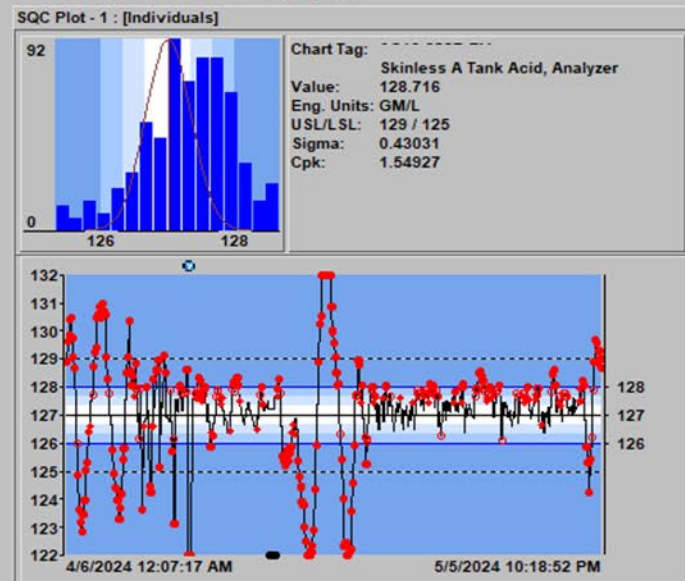 SQC Plot - 1 : [Individuals]
92
0
126 128
Chart Tag:
Skinless A Tank Acid, Analyzer
Value: 128.716
Eng. Units: GM/L
USL/LSL: 129 / 125
Sigma: 0.43031
Cpk: 1.54927
132
131
130
129
128 128
127 127
126 126
125
124
123
122
4/6/2024 12:07:17 AM 5/5/2024 10:18:52 PM